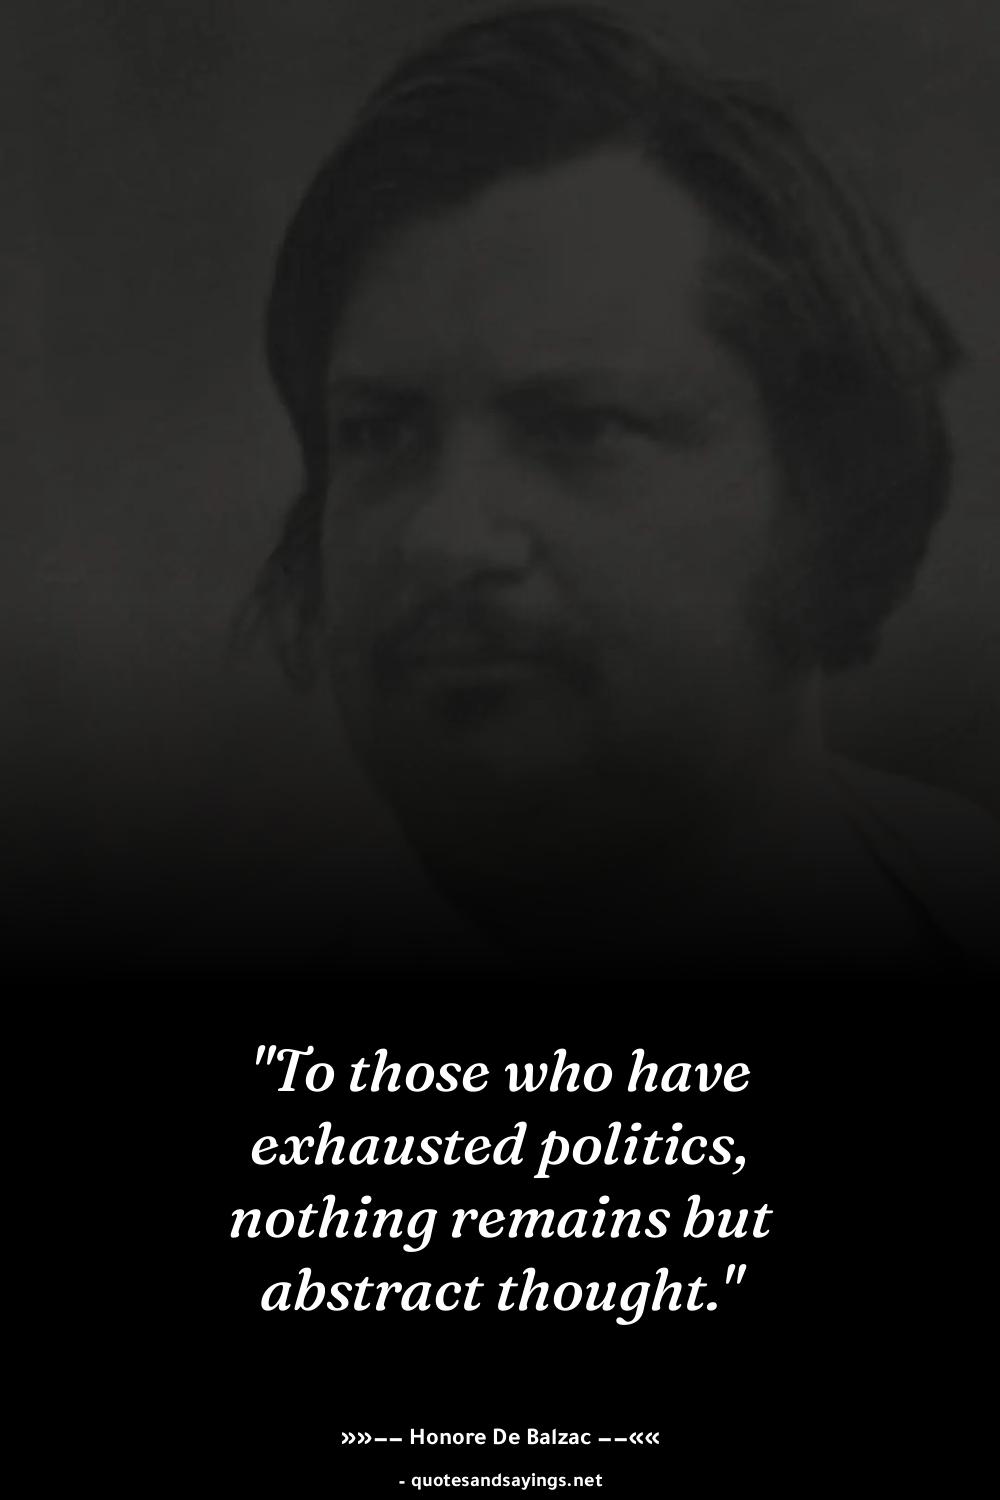 "To those who have
exhausted politics,
nothing remains but
abstract thought."
»»−− Honore De Balzac −−««
- quotesandsayings.net